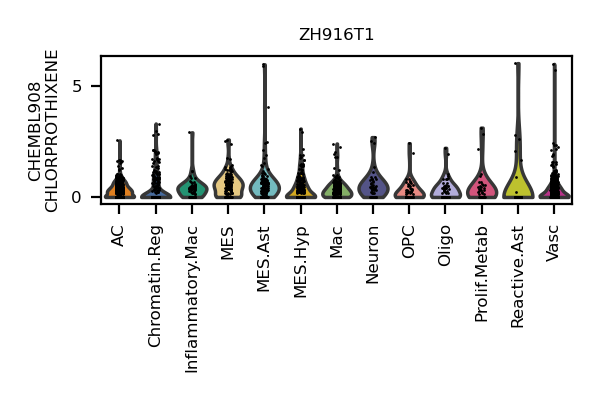 ZH916T1
CHEMBL908
CHLORPROTHIXENE
5
0
AC
Chromatin.Reg
Inflammatory.Mac
MES
MES.Ast
MES.Hyp
Mac
Neuron
OPC
Oligo
Prolif.Metab
Reactive.Ast
Vasc